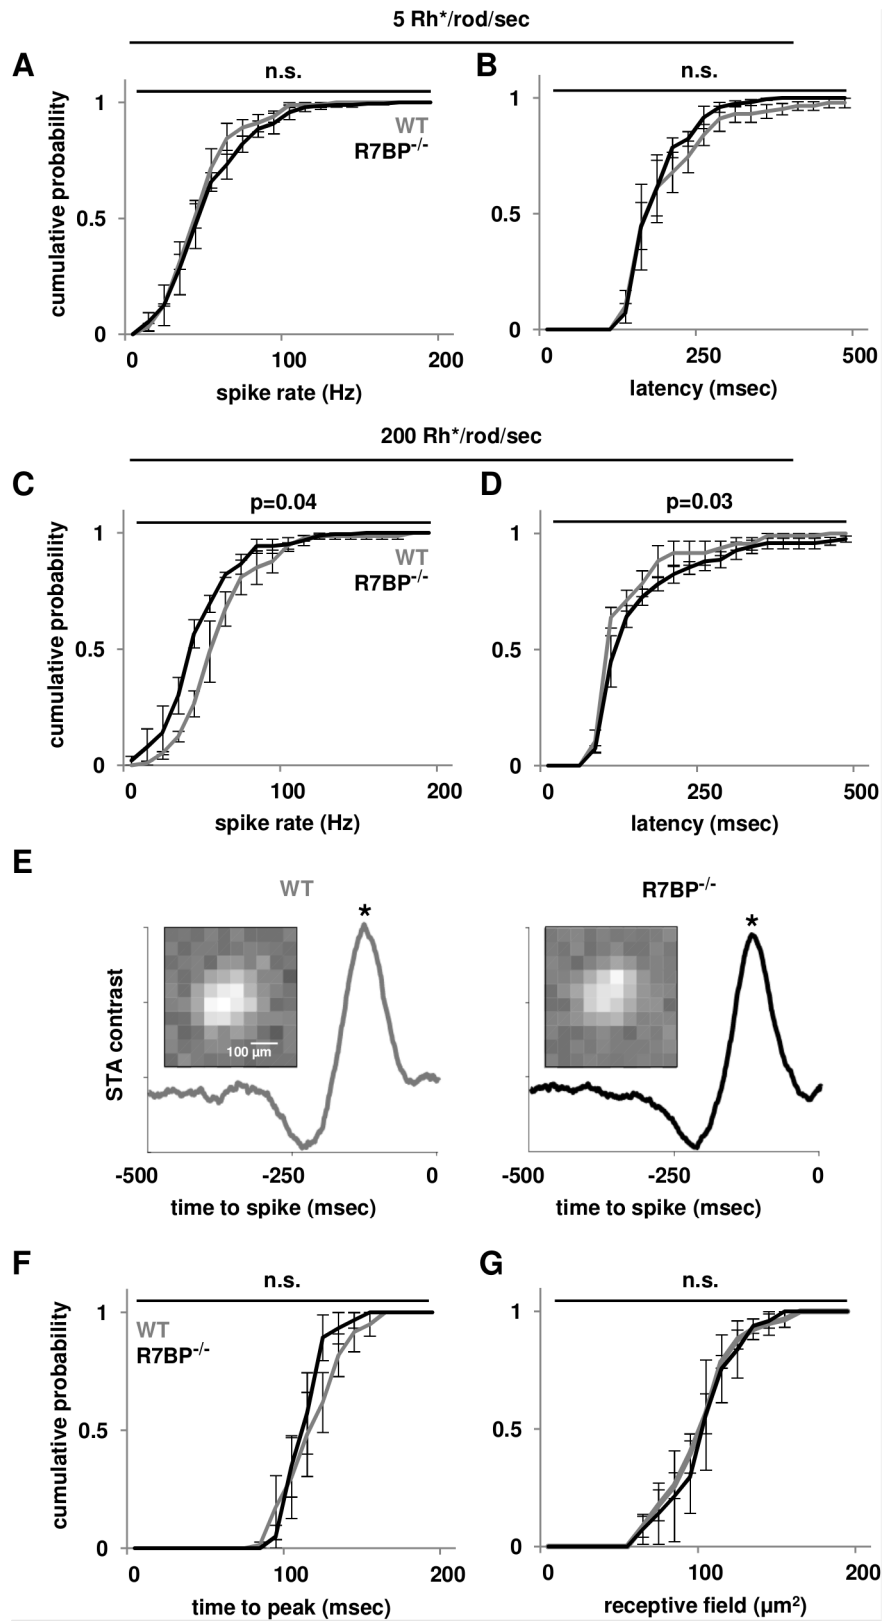 5 Rh*/rod/sec
A
n.s.
1
WT
R7BP-/-
0.5
0
cumulative probability
0
100
200
spike rate (Hz)
B
n.s.
1
0.5
0
0
250
500
latency (msec)
200 Rh*/rod/sec
C
p=0.04
1
WT
R7BP-/-
0.5
0
cumulative probability
0
100
200
spike rate (Hz)
D
p=0.03
1
0.5
0
0
250
500
latency (msec)
E
WT
*
STA contrast
100 µm
-500
-250
0
time to spike (msec)
R7BP-/-
*
-500
-250
0
time to spike (msec)
F
n.s.
1
WT
R7BP-/-
0.5
0
cumulative probability
0
100
200
time to peak (msec)
G
n.s.
1
0.5
0
0
100
200
receptive field (µm²)